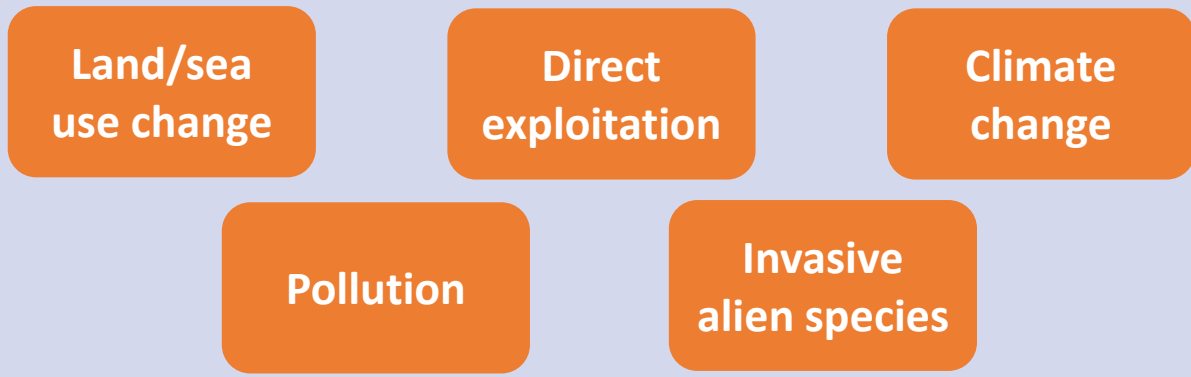 Land/sea
use change
Direct
exploitation
Climate
change
Pollution
Invasive
alien species